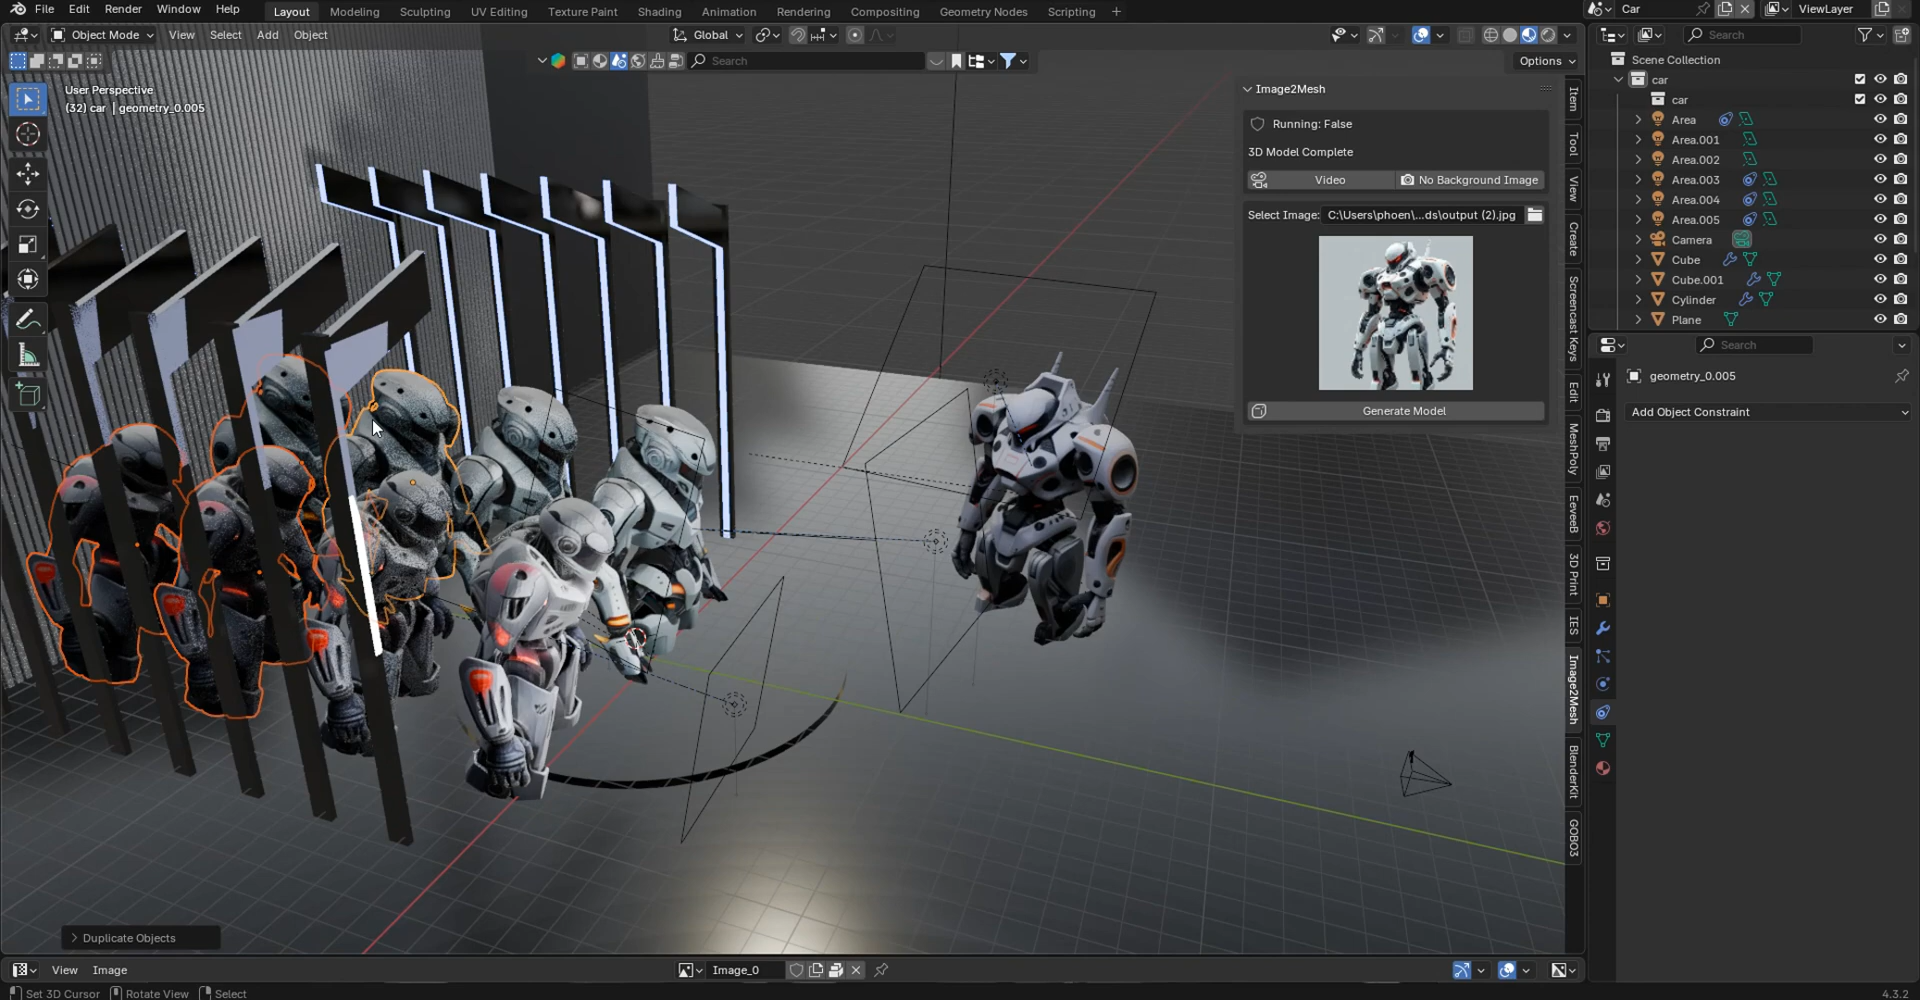 File Edit Render Window Help Layout Modeling Sculpting UV Editing Texture Paint Shading Animation Rendering Compositing Geometry Nodes Scripting + Car ViewLayer
Object Mode View Select Add Object Global Search
Search Options
User Perspective
(32) car | geometry_0.005
Image2Mesh
Running: False
3D Model Complete
Video No Background Image
Select Image: C:\Users\phoen\...ds\output (2).jpg
Generate Model
Item
Tool
View
Create
Screencast Keys
Edit
MeshPoly
EeveeB
3D Print
IES
Image2Mesh
BlenderKit
GOBO3
Scene Collection
car
car
Area
Area.001
Area.002
Area.003
Area.004
Area.005
Camera
Cube
Cube.001
Cylinder
Plane
Search
geometry_0.005
Add Object Constraint
Duplicate Objects
View Image Image_0
Set 3D Cursor Rotate View Select 4.3.2